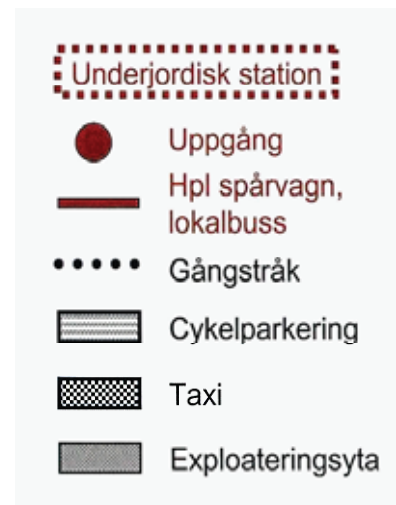 Underjordisk station
Uppgång
Hpl spårvagn,
lokalbuss
Gångstråk
Cykelparkering
Taxi
Exploateringsyta